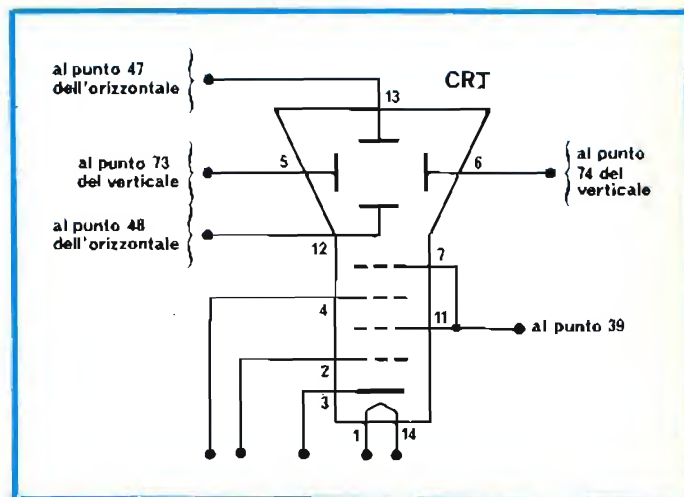 al punto 47
dell'orizzontale
CRT
13
al punto 73
del verticale
5
6
al punto
74 del
verticale
al punto 48
dell'orizzontale
12
7
4
11
al punto 39
2
3
1
14